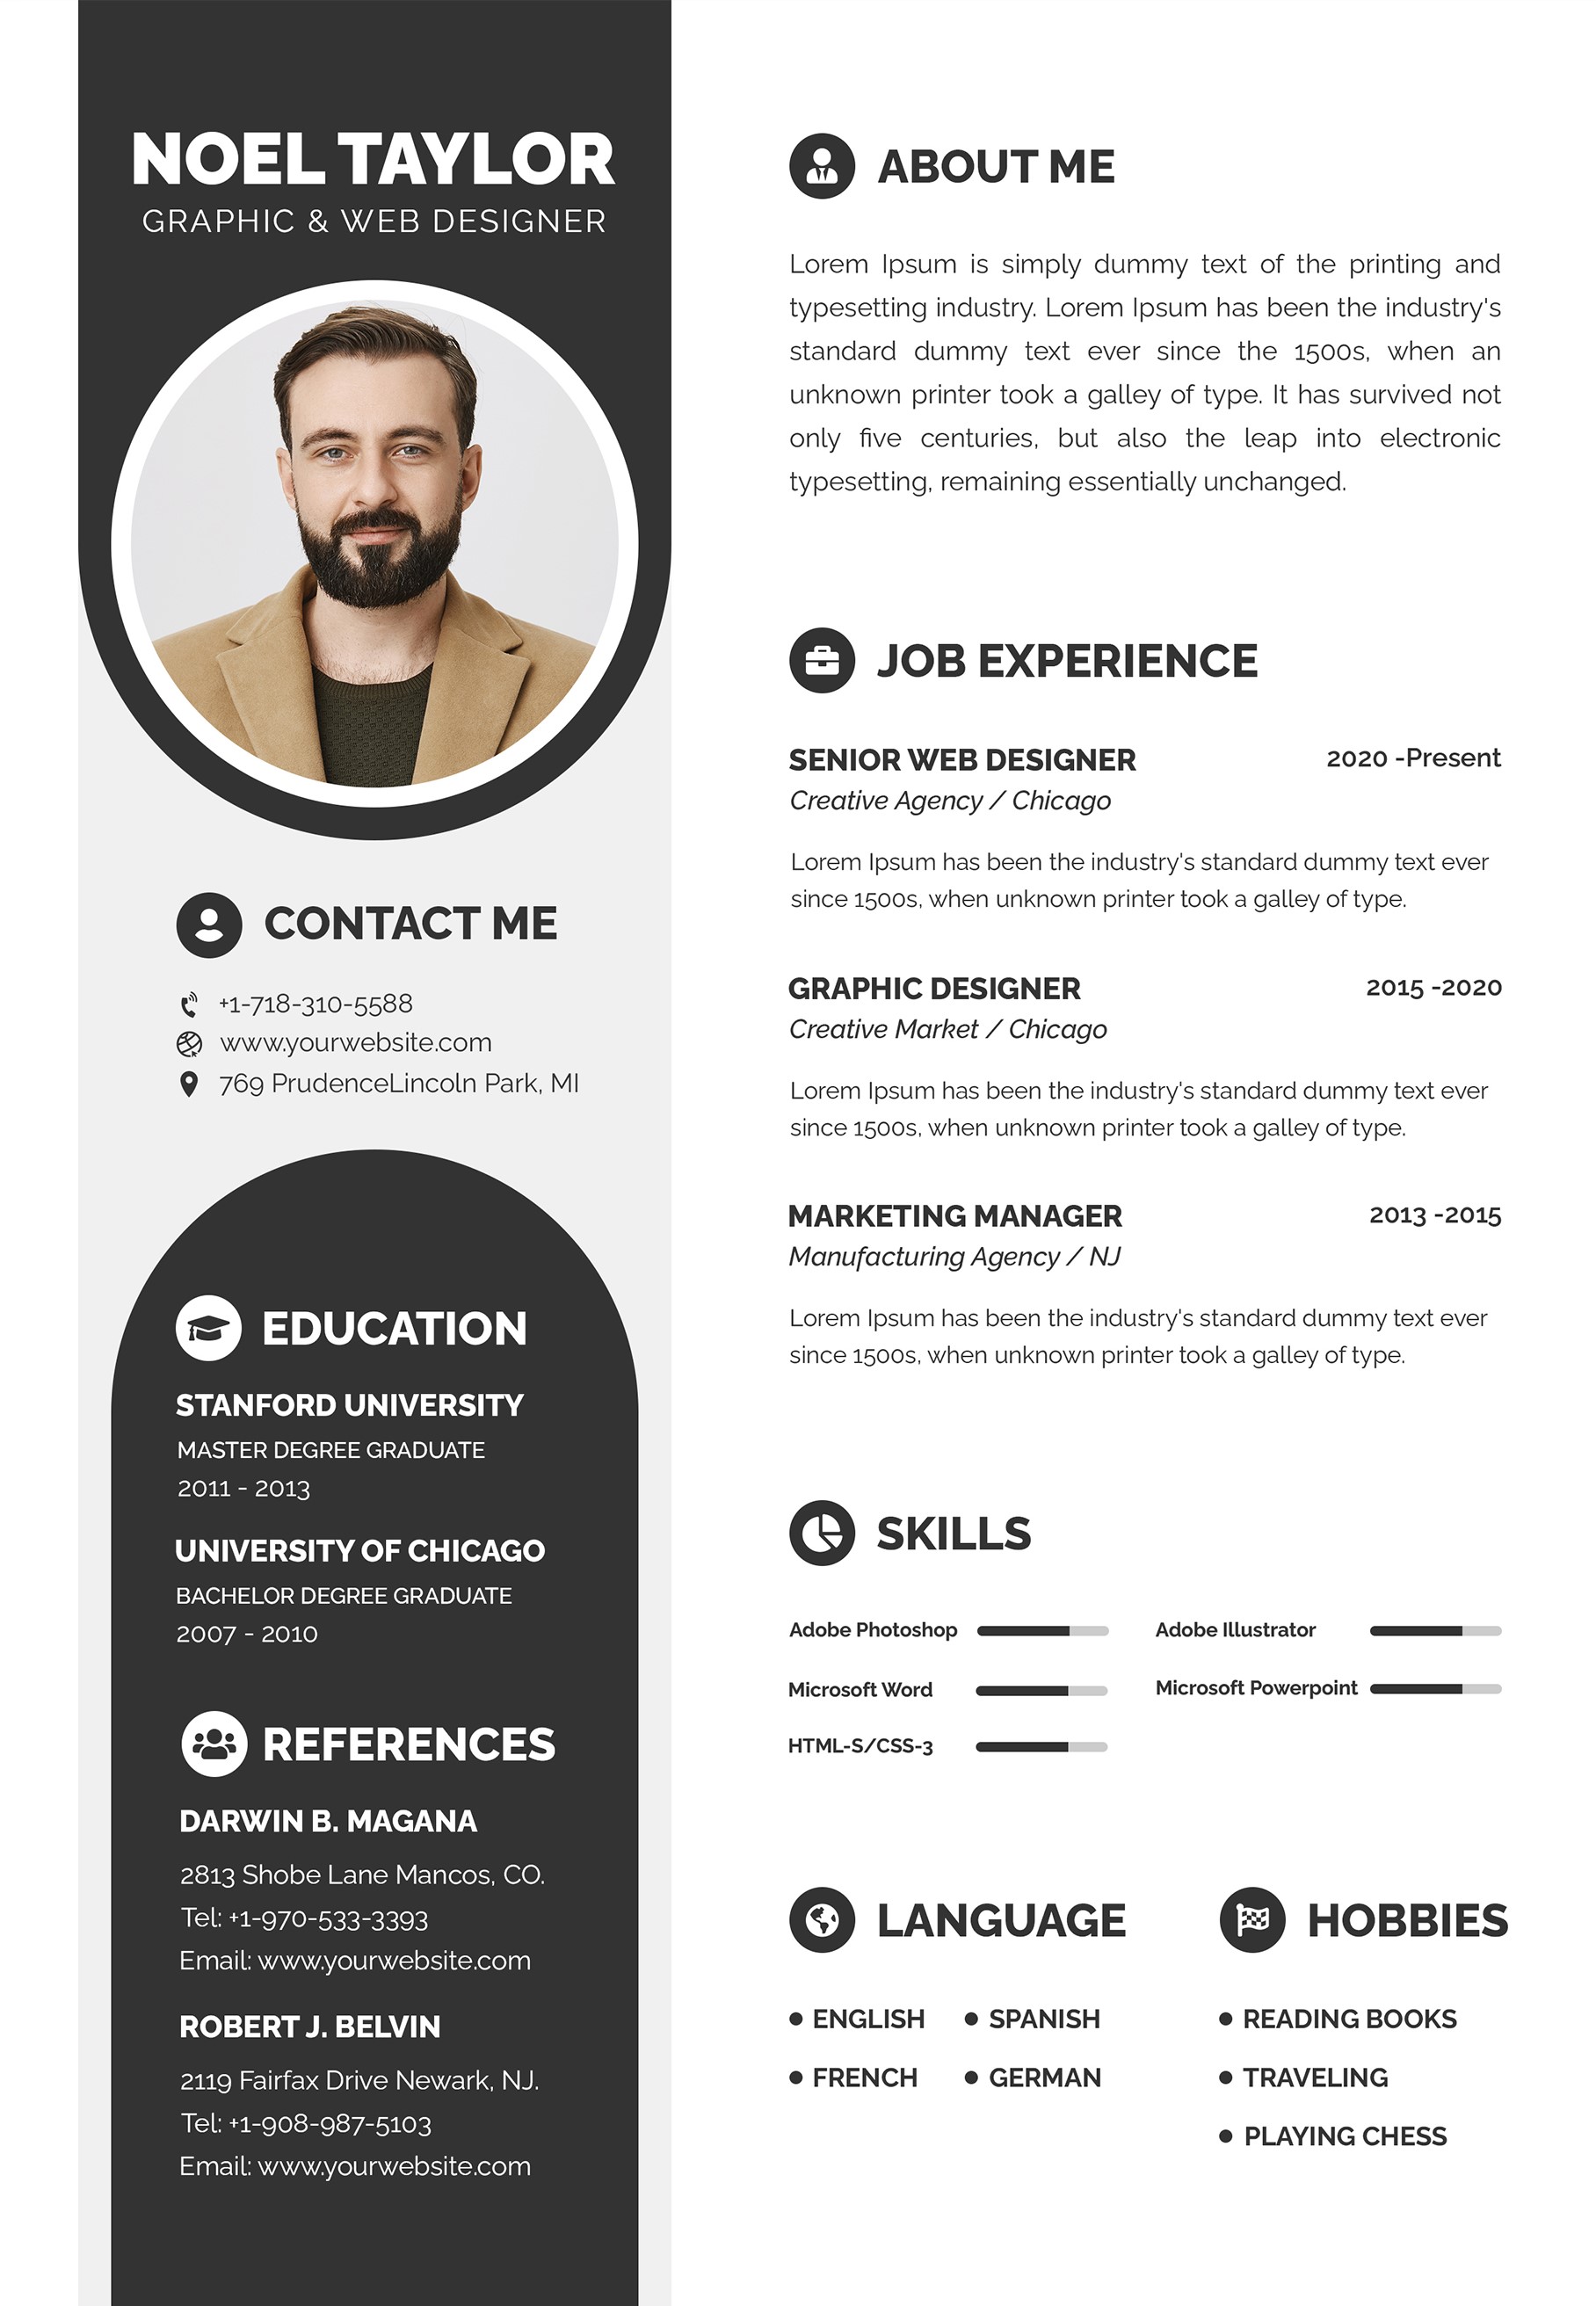 NOEL TAYLOR
GRAPHIC & WEB DESIGNER
CONTACT ME
+1-718-310-5588
www.yourwebsite.com
769 PrudenceLincoln Park, MI
EDUCATION
STANFORD UNIVERSITY
MASTER DEGREE GRADUATE
2011 - 2013
UNIVERSITY OF CHICAGO
BACHELOR DEGREE GRADUATE
2007 - 2010
REFERENCES
DARWIN B. MAGANA
2813 Shobe Lane Mancos, CO.
Tel: +1-970-533-3393
Email: www.yourwebsite.com
ROBERT J. BELVIN
2119 Fairfax Drive Newark, NJ.
Tel: +1-908-987-5103
Email: www.yourwebsite.com
ABOUT ME
Lorem Ipsum is simply dummy text of the printing and
typesetting industry. Lorem Ipsum has been the industry's
standard dummy text ever since the 1500s, when an
unknown printer took a galley of type. It has survived not
only five centuries, but also the leap into electronic
typesetting, remaining essentially unchanged.
JOB EXPERIENCE
SENIOR WEB DESIGNER 2020 -Present
Creative Agency / Chicago
Lorem Ipsum has been the industry's standard dummy text ever
since 1500s, when unknown printer took a galley of type.
GRAPHIC DESIGNER 2015 -2020
Creative Market / Chicago
Lorem Ipsum has been the industry's standard dummy text ever
since 1500s, when unknown printer took a galley of type.
MARKETING MANAGER 2013 -2015
Manufacturing Agency / NJ
Lorem Ipsum has been the industry's standard dummy text ever
since 1500s, when unknown printer took a galley of type.
SKILLS
Adobe Photoshop Adobe Illustrator
Microsoft Word Microsoft Powerpoint
HTML-S/CSS-3
LANGUAGE
ENGLISH SPANISH
FRENCH GERMAN
HOBBIES
READING BOOKS
TRAVELING
PLAYING CHESS